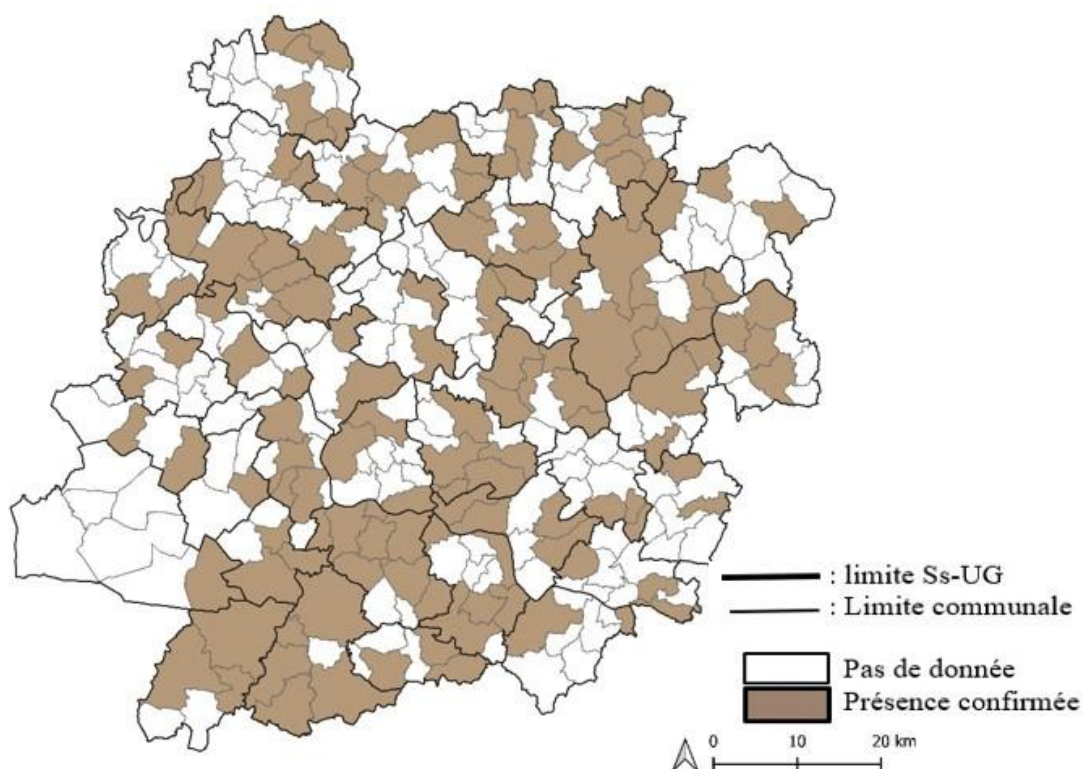 : limite Ss-UG
: Limite communale
Pas de donnée
Présence confirmée
0 10 20 km